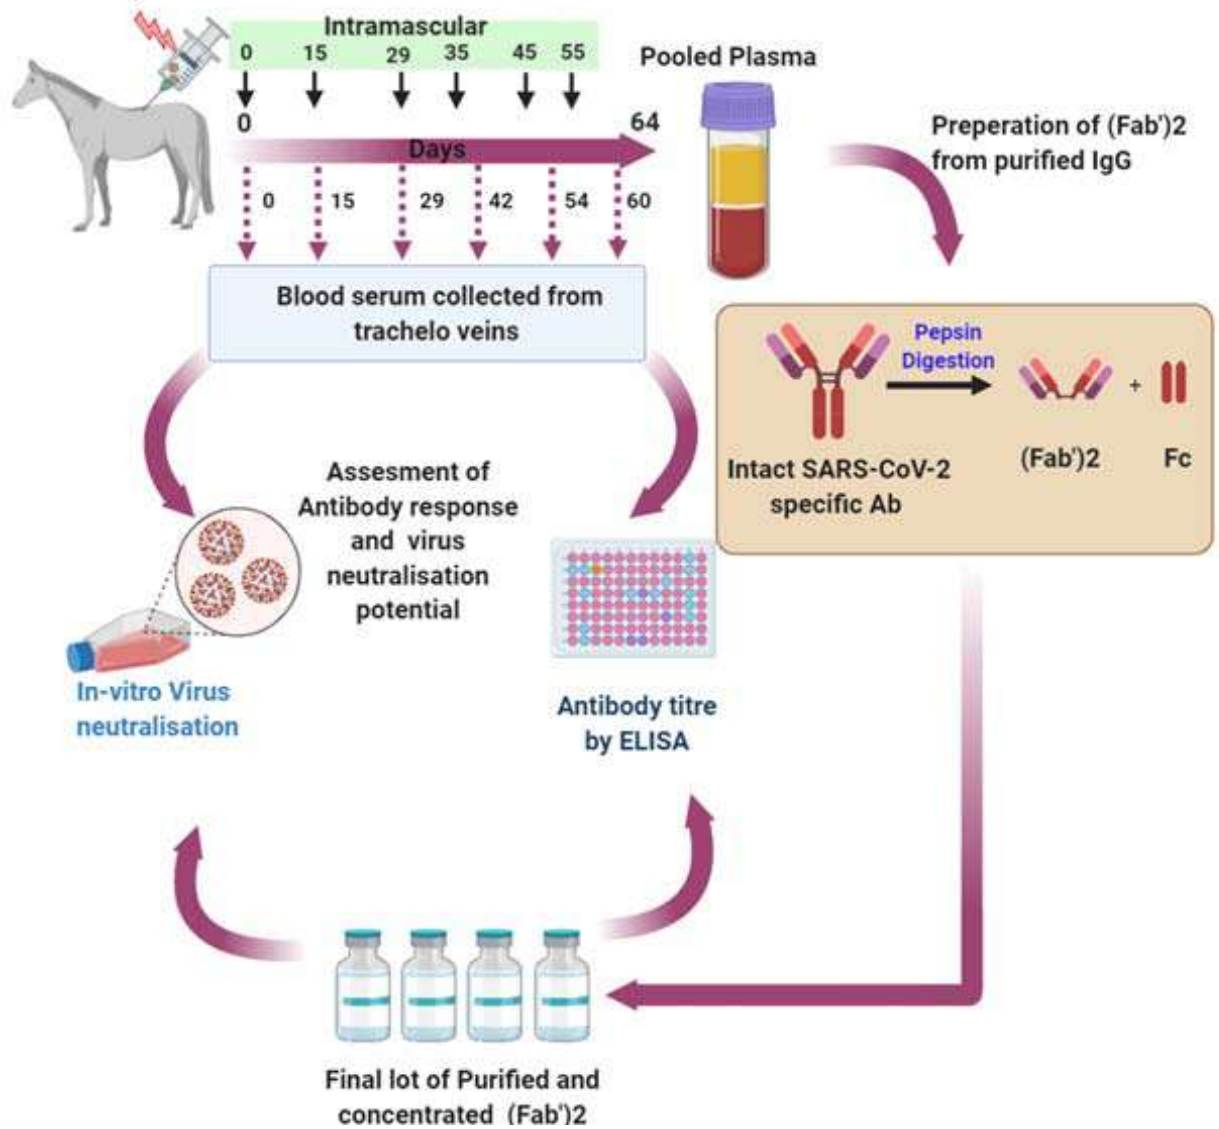 Intramascular
0 15 29 35 45 55
0 64
Days
0 15 29 42 54 60
Blood serum collected from
trachelo veins
Pooled Plasma
Preperation of (Fab')2
from purified IgG
Pepsin
Digestion
+
Intact SARS-CoV-2
specific Ab
(Fab')2
Fc
Assesment of
Antibody response
and virus
neutralisation
potential
In-vitro Virus
neutralisation
Antibody titre
by ELISA
Final lot of Purified and
concentrated (Fab')2